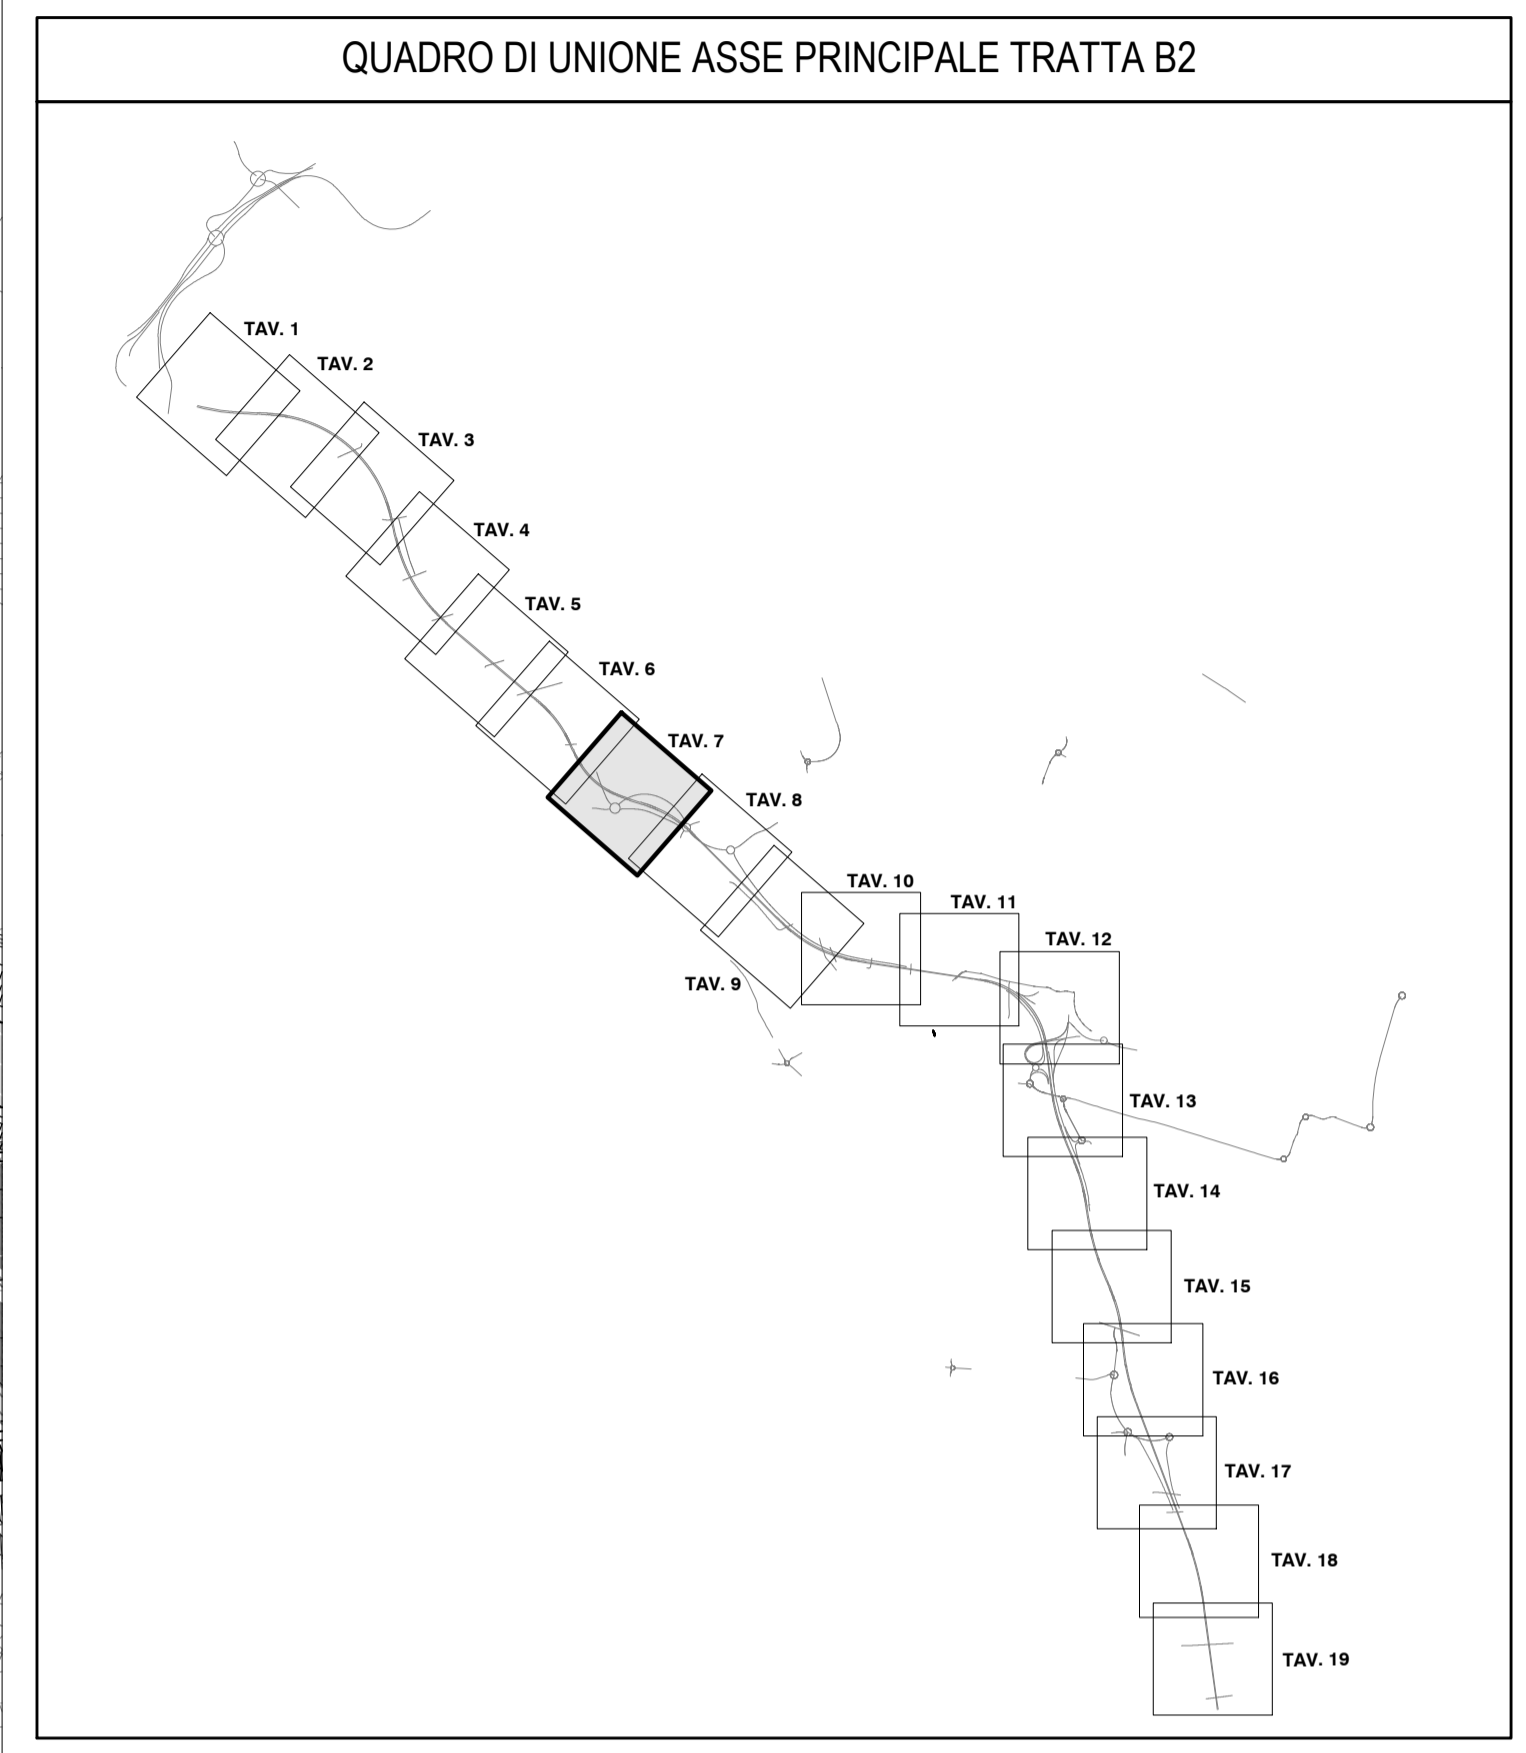 QUADRO DI UNIONE ASSE PRINCIPALE TRATTA B2
TAV. 1
TAV. 2
TAV. 3
TAV. 4
TAV. 5
TAV. 6
TAV. 7
TAV. 8
TAV. 10
TAV. 11
TAV. 12
TAV. 9
TAV. 13
TAV. 14
TAV. 15
TAV. 16
TAV. 17
TAV. 18
TAV. 19